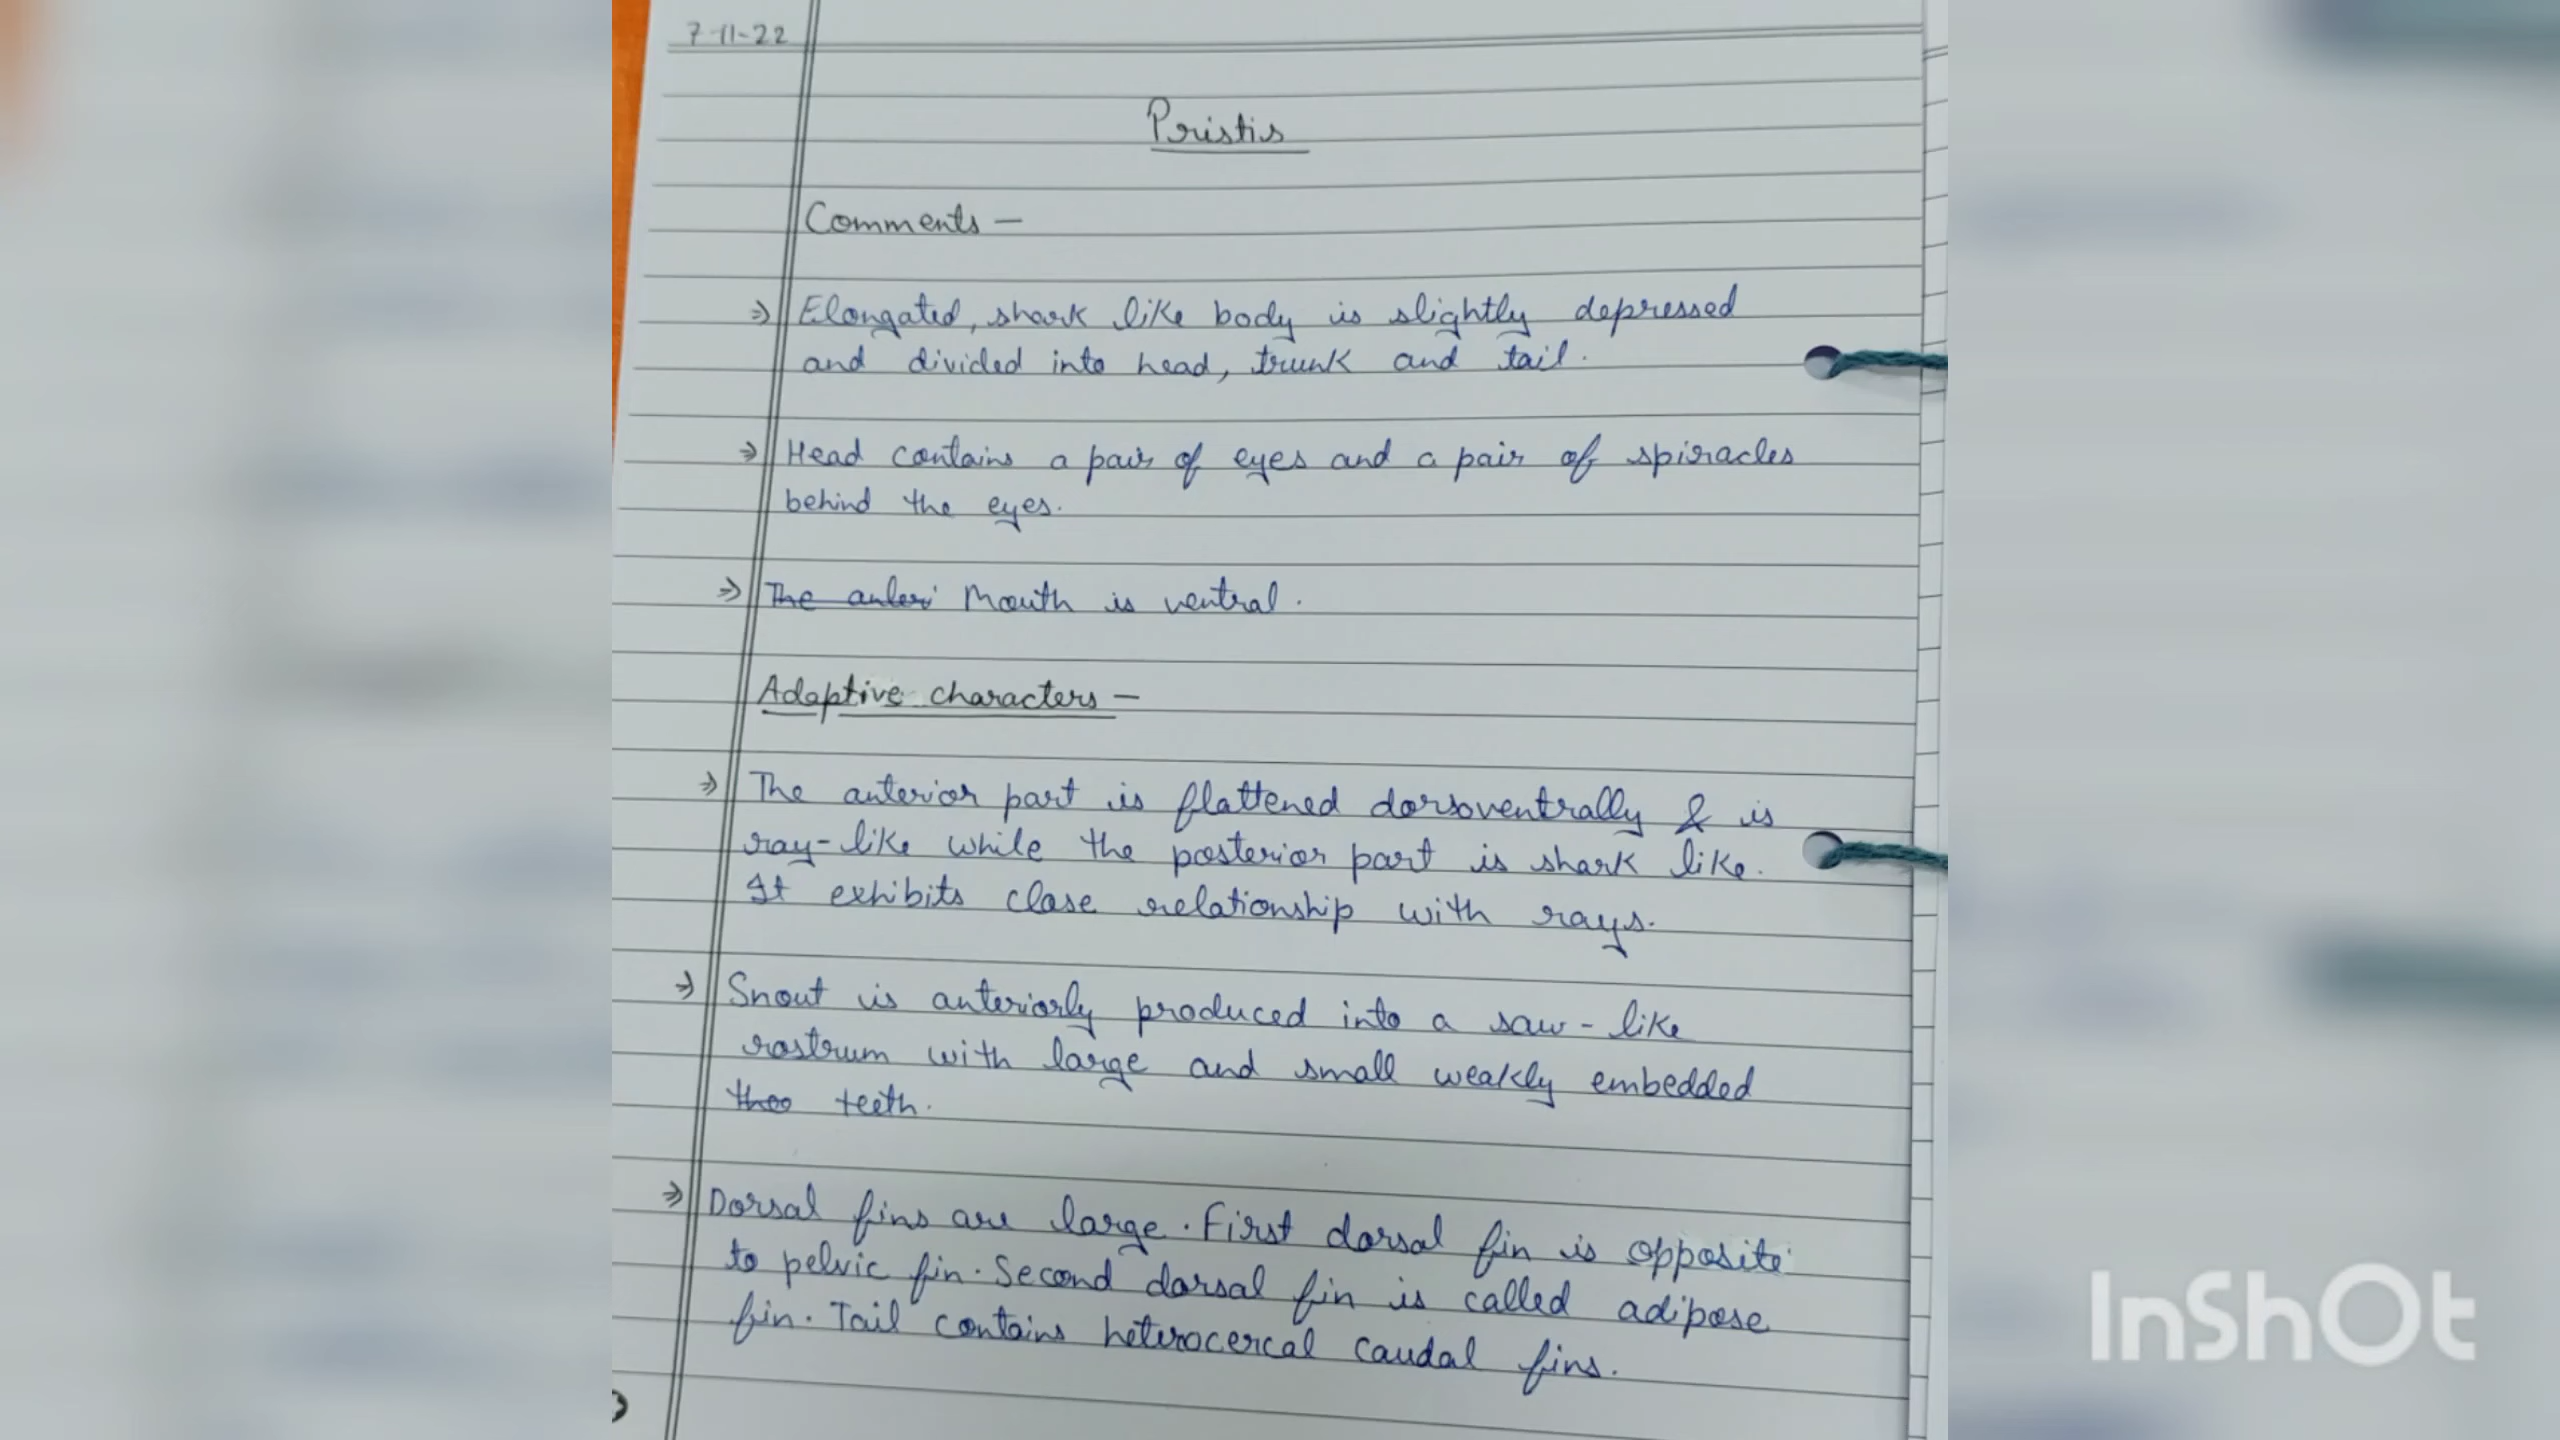 7-11-22
Pristis
Comments —
⇒ Elongated, shark like body is slightly depressed
and divided into head, trunk and tail.
⇒ Head contains a pair of eyes and a pair of spiracles
behind the eyes.
⇒ The anteri Mouth is ventral.
Adaptive characters —
⇒ The anterior part is flattened dorsoventrally & is
ray-like while the posterior part is shark like.
It exhibits close relationship with rays.
⇒ Snout is anteriorly produced into a saw-like
rostrum with large and small weakly embedded
teeth.
⇒ Dorsal fins are large. First dorsal fin is opposite
to pelvic fin. Second dorsal fin is called adipose
fin. Tail contains heterocercal caudal fins.
InShOt